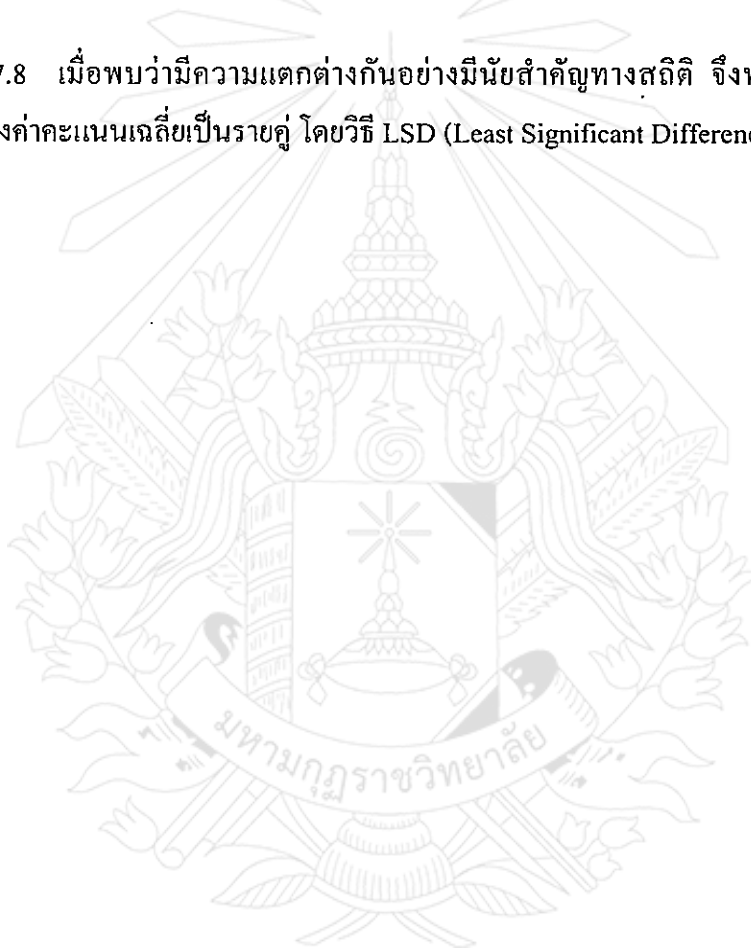 7.8 เมื่อพบว่ามีความแตกต่างกันอย่างมีนัยสำคัญทางสถิติ จึง
งค่าคะแนนเฉลี่ยเป็นรายคู่ โดยวิธี LSD (Least Significant Differen
มหามกุฏราชวิทยาลัย